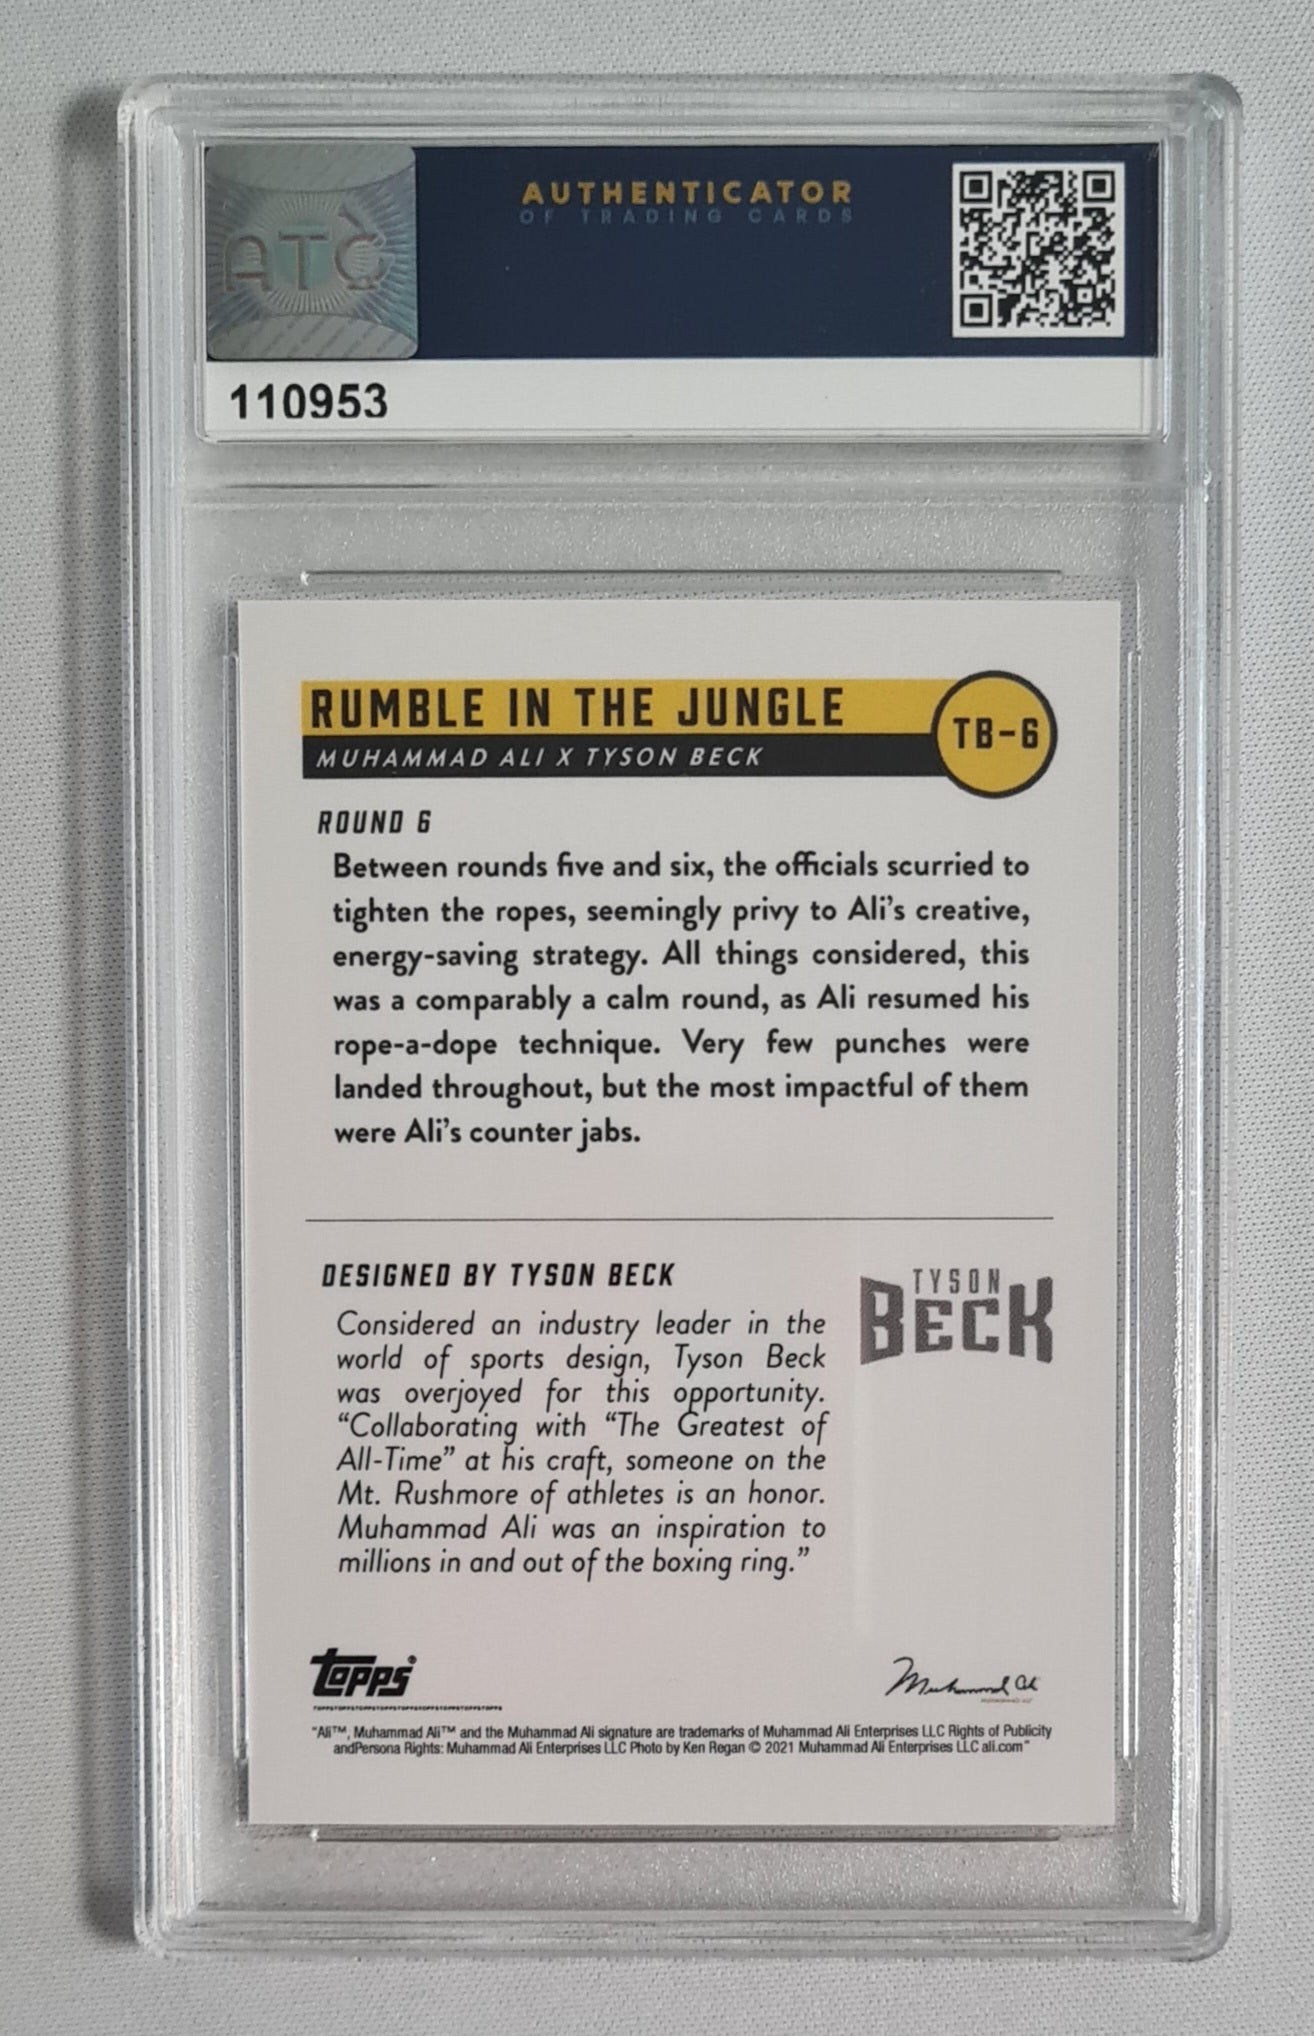 ATC
AUTHENTICATOR
OF TRADING CARDS
110953
RUMBLE IN THE JUNGLE
MUHAMMAD ALI X TYSON BECK
TB-6
ROUND 6
Between rounds five and six, the officials scurried to
tighten the ropes, seemingly privy to Ali's creative,
energy-saving strategy. All things considered, this
was a comparably a calm round, as Ali resumed his
rope-a-dope technique. Very few punches were
landed throughout, but the most impactful of them
were Ali's counter jabs.
DESIGNED BY TYSON BECK
Considered an industry leader in the
world of sports design, Tyson Beck
was overjoyed for this opportunity.
“Collaborating with “The Greatest of
All-Time” at his craft, someone on the
Mt. Rushmore of athletes is an honor.
Muhammad Ali was an inspiration to
millions in and out of the boxing ring.”
TYSON
BECK
topps®
Muhammad Ali
"Ali™, Muhammad Ali™ and the Muhammad Ali signature are trademarks of Muhammad Ali Enterprises LLC Rights of Publicity
andPersona Rights: Muhammad Ali Enterprises LLC Photo by Ken Regan © 2021 Muhammad Ali Enterprises LLC ali.com"